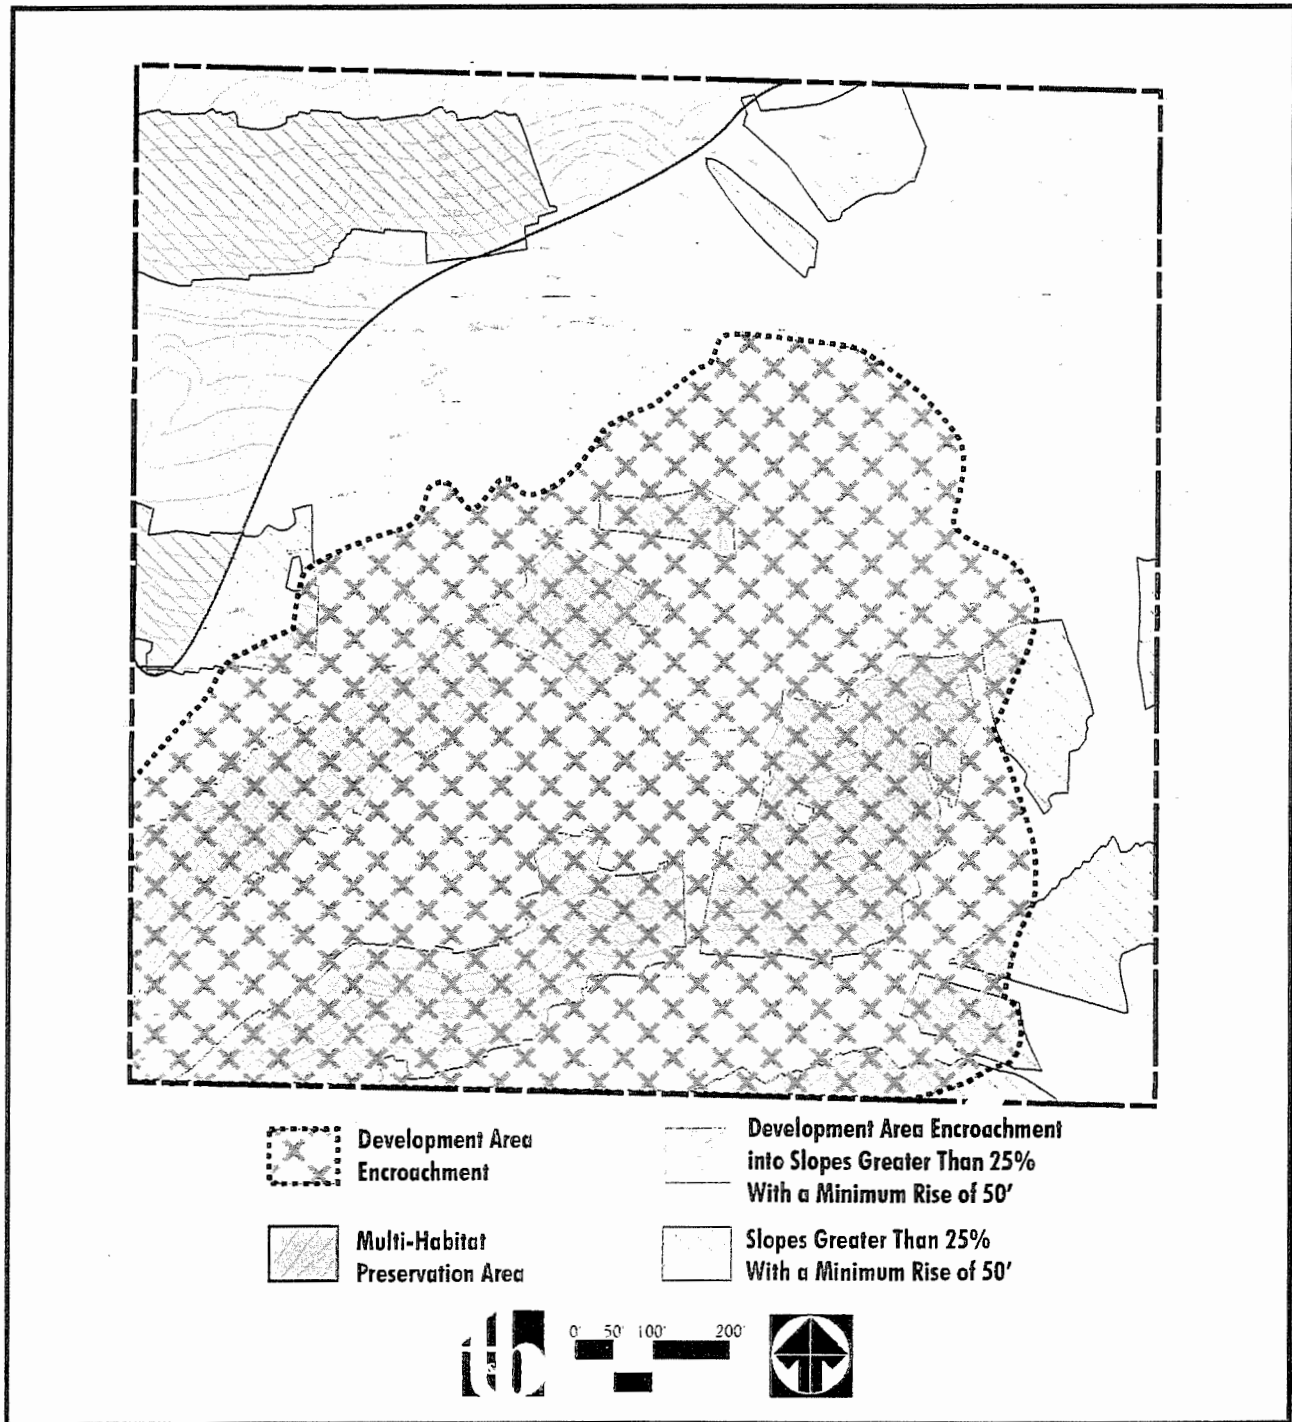 Development Area
Encroachment
Development Area Encroachment
into Slopes Greater Than 25%
With a Minimum Rise of 50'
Multi-Habitat
Preservation Area
Slopes Greater Than 25%
With a Minimum Rise of 50'
tb
0' 50' 100' 200'